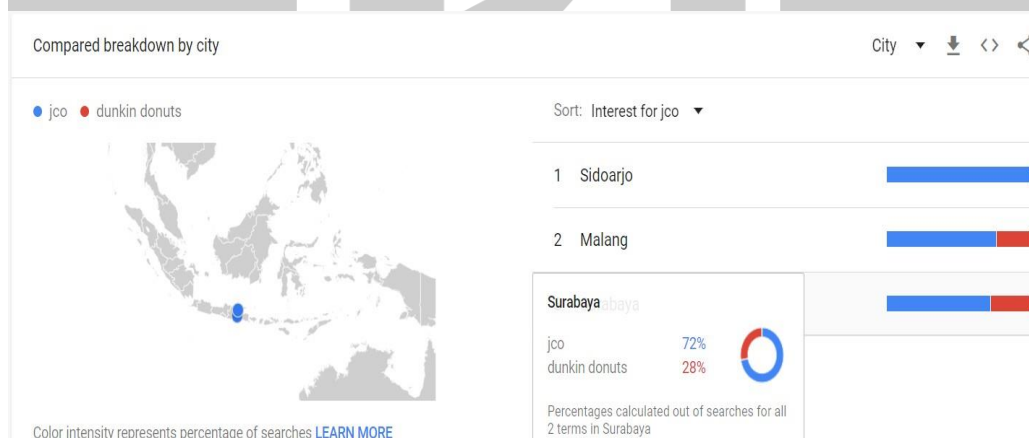 Compared breakdown by city
City
jco dunkin donuts
Sort: Interest for jco
1 Sidoarjo
2 Malang
Surabaya
jco 72%
dunkin donuts 28%
Percentages calculated out of searches for all
2 terms in Surabaya
Color intensity represents percentage of searches LEARN MORE